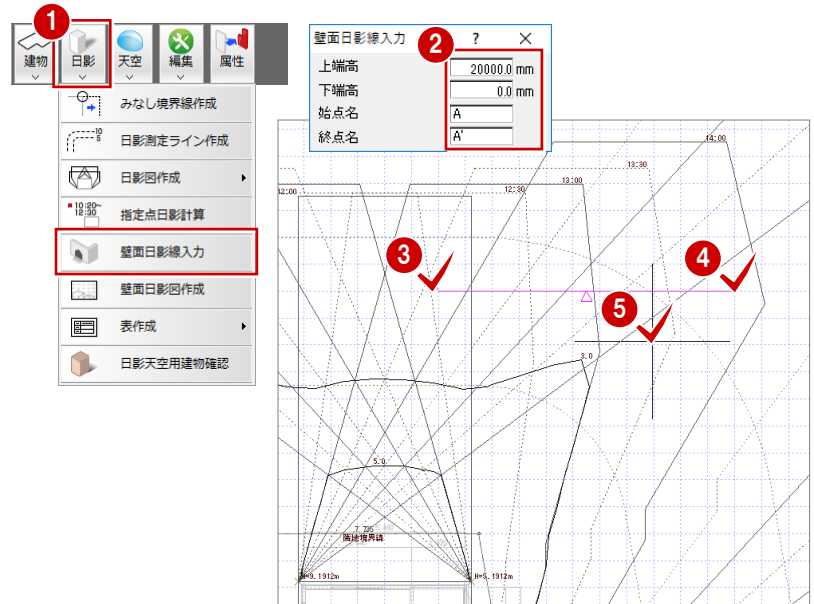 1
建物
日影
天空
編集
属性
みなし境界線作成
日影測定ライン作成
日影図作成
指定点日影計算
壁面日影線入力
壁面日影図作成
表作成
日影天空用建物確認
10
5
10:20~
12:30
壁面日影線入力 ? ×
2
上端高 20000.0 mm
下端高 0.0 mm
始点名 A
終点名 A'
14:00
13:30
13:00
12:30
12:00
3
4
5
3.0
5.0
7.735
隣地境界線
H=9.1912m
H=9.1912m